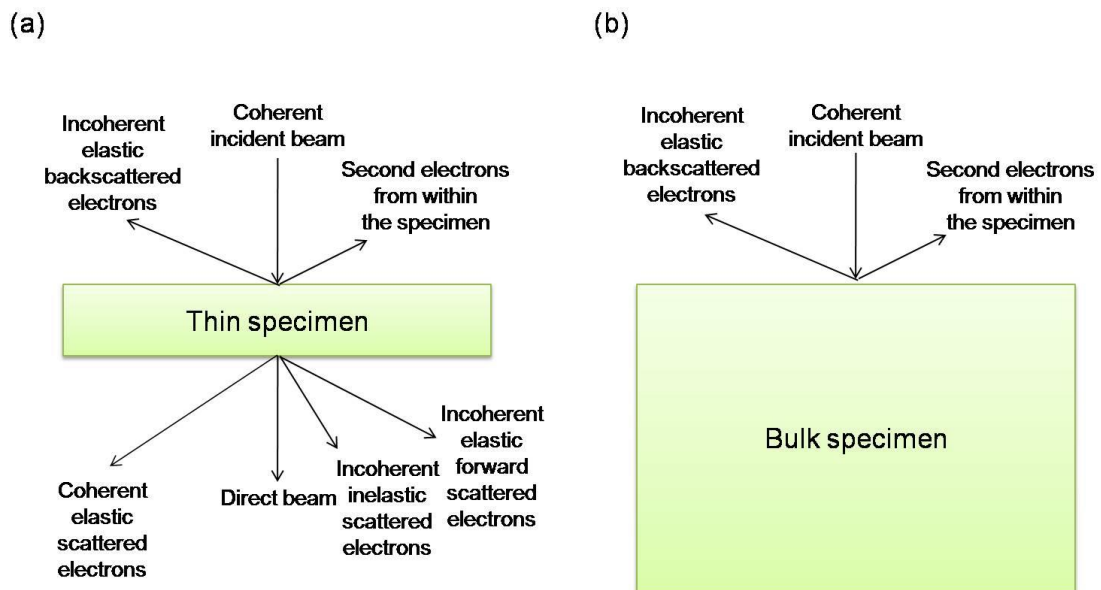 (a)
Incoherent
elastic
backscattered
electrons
Coherent
incident beam
Second electrons
from within
the specimen
Thin specimen
Coherent
elastic
scattered
electrons
Direct beam
Incoherent
inelastic
scattered
electrons
Incoherent
elastic
forward
scattered
electrons
(b)
Incoherent
elastic
backscattered
electrons
Coherent
incident beam
Second electrons
from within
the specimen
Bulk specimen